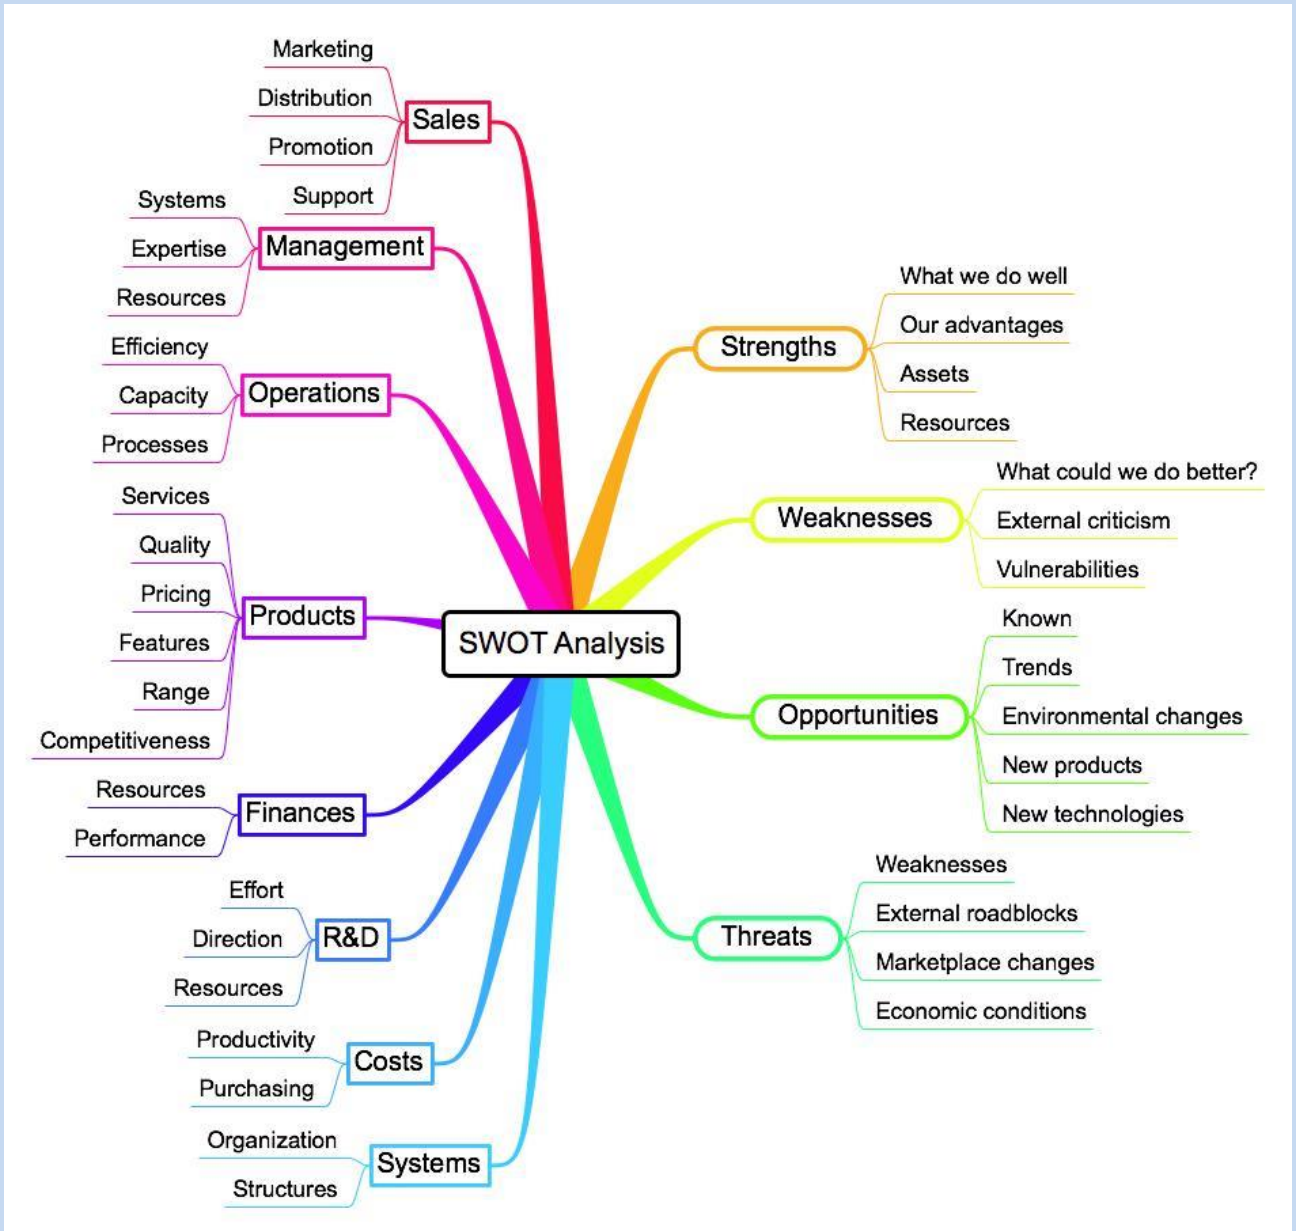 Marketing
Distribution
Promotion
Support
Sales
Systems
Expertise
Resources
Management
Efficiency
Capacity
Processes
Operations
Services
Quality
Pricing
Features
Range
Competitiveness
Products
Resources
Performance
Finances
Effort
Direction
Resources
R&D
Productivity
Purchasing
Costs
Organization
Structures
Systems
SWOT Analysis
Strengths
What we do well
Our advantages
Assets
Resources
Weaknesses
What could we do better?
External criticism
Vulnerabilities
Opportunities
Known
Trends
Environmental changes
New products
New technologies
Threats
Weaknesses
External roadblocks
Marketplace changes
Economic conditions